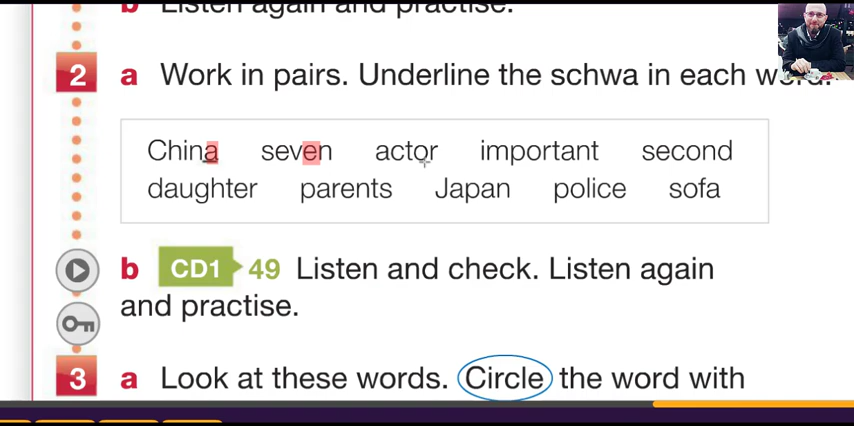 b Listen again and practise.
2 a Work in pairs. Underline the schwa in each word.
China seven actor important second
daughter parents Japan police sofa
b CD1 49 Listen and check. Listen again
and practise.
3 a Look at these words. Circle the word with